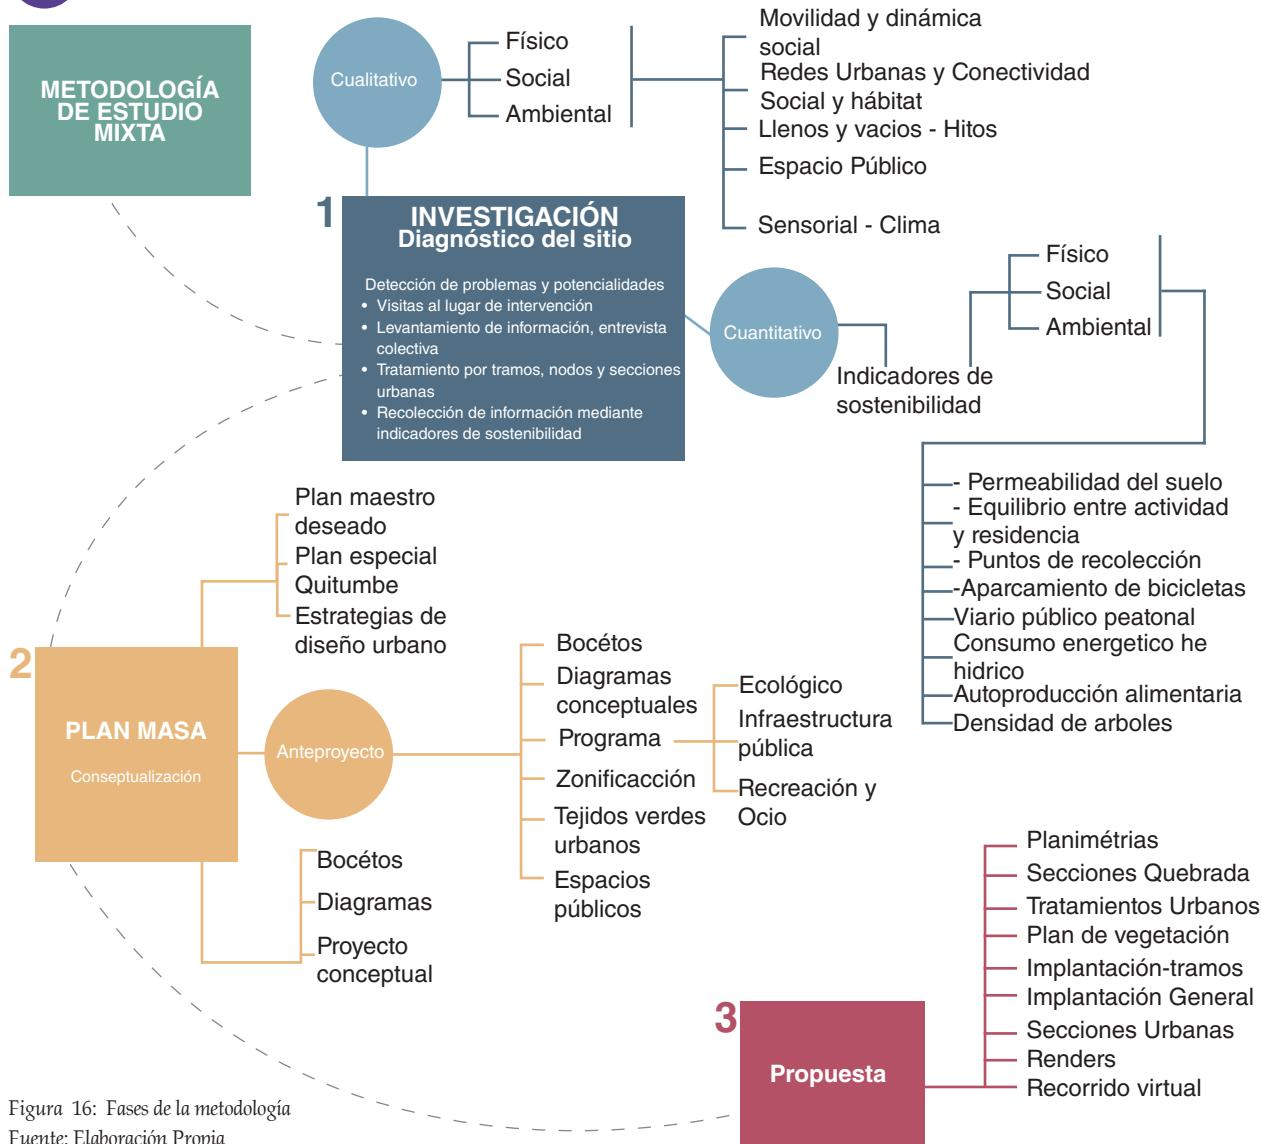 METODOLOGÍA
DE ESTUDIO
MIXTA
Cualitativo
Físico
Social
Ambiental
Movilidad y dinámica
social
Redes Urbanas y Conectividad
Social y hábitat
Llenos y vacios - Hitos
Espacio Público
Sensorial - Clima
1
INVESTIGACIÓN
Diagnóstico del sitio
Detección de problemas y potencialidades
• Visitas al lugar de intervención
• Levantamiento de información, entrevista
colectiva
• Tratamiento por tramos, nodos y secciones
urbanas
• Recolección de información mediante
indicadores de sostenibilidad
Cuantitativo
Indicadores de
sostenibilidad
Físico
Social
Ambiental
- Permeabilidad del suelo
- Equilibrio entre actividad
y residencia
- Puntos de recolección
-Aparcamiento de bicicletas
Viario público peatonal
Consumo energetico he
hidrico
Autoproducción alimentaria
Densidad de arboles
Plan maestro
deseado
Plan especial
Quitumbe
Estrategias de
diseño urbano
2
PLAN MASA
Conseptualización
Anteproyecto
Bocétos
Diagramas
conceptuales
Programa
Zonificacción
Tejidos verdes
urbanos
Espacios
públicos
Ecológico
Infraestructura
pública
Recreación y
Ocio
Bocétos
Diagramas
Proyecto
conceptual
3
Propuesta
Planimétrias
Secciones Quebrada
Tratamientos Urbanos
Plan de vegetación
Implantación-tramos
Implantación General
Secciones Urbanas
Renders
Recorrido virtual
Figura 16: Fases de la metodología
Fuente: Elaboración Propia